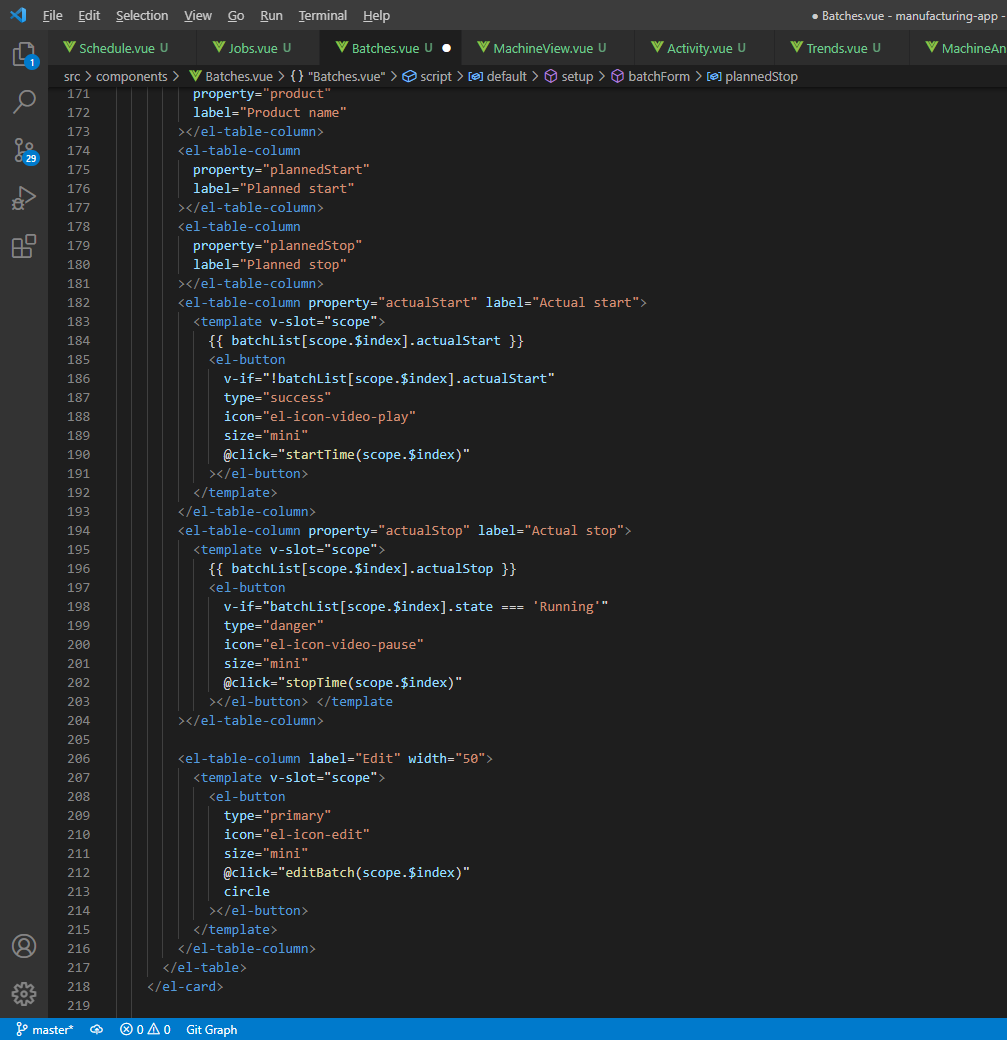 File Edit Selection View Go Run Terminal Help ● Batches.vue - manufacturing-app -
Schedule.vue U Jobs.vue U Batches.vue U ● MachineView.vue U Activity.vue U Trends.vue U MachineAn
src > components > Batches.vue > {} "Batches.vue" > script > default > setup > batchForm > plannedStop
1
29
171 property="product"
172 label="Product name"
173 ></el-table-column>
174 <el-table-column
175 property="plannedStart"
176 label="Planned start"
177 ></el-table-column>
178 <el-table-column
179 property="plannedStop"
180 label="Planned stop"
181 ></el-table-column>
182 <el-table-column property="actualStart" label="Actual start">
183 <template v-slot="scope">
184 {{ batchList[scope.$index].actualStart }}
185 <el-button
186 v-if="!batchList[scope.$index].actualStart"
187 type="success"
188 icon="el-icon-video-play"
189 size="mini"
190 @click="startTime(scope.$index)"
191 ></el-button>
192 </template>
193 </el-table-column>
194 <el-table-column property="actualStop" label="Actual stop">
195 <template v-slot="scope">
196 {{ batchList[scope.$index].actualStop }}
197 <el-button
198 v-if="batchList[scope.$index].state === 'Running'"
199 type="danger"
200 icon="el-icon-video-pause"
201 size="mini"
202 @click="stopTime(scope.$index)"
203 ></el-button> </template
204 ></el-table-column>
205
206 <el-table-column label="Edit" width="50">
207 <template v-slot="scope">
208 <el-button
209 type="primary"
210 icon="el-icon-edit"
211 size="mini"
212 @click="editBatch(scope.$index)"
213 circle
214 ></el-button>
215 </template>
216 </el-table-column>
217 </el-table>
218 </el-card>
219
master* 0 0 Git Graph